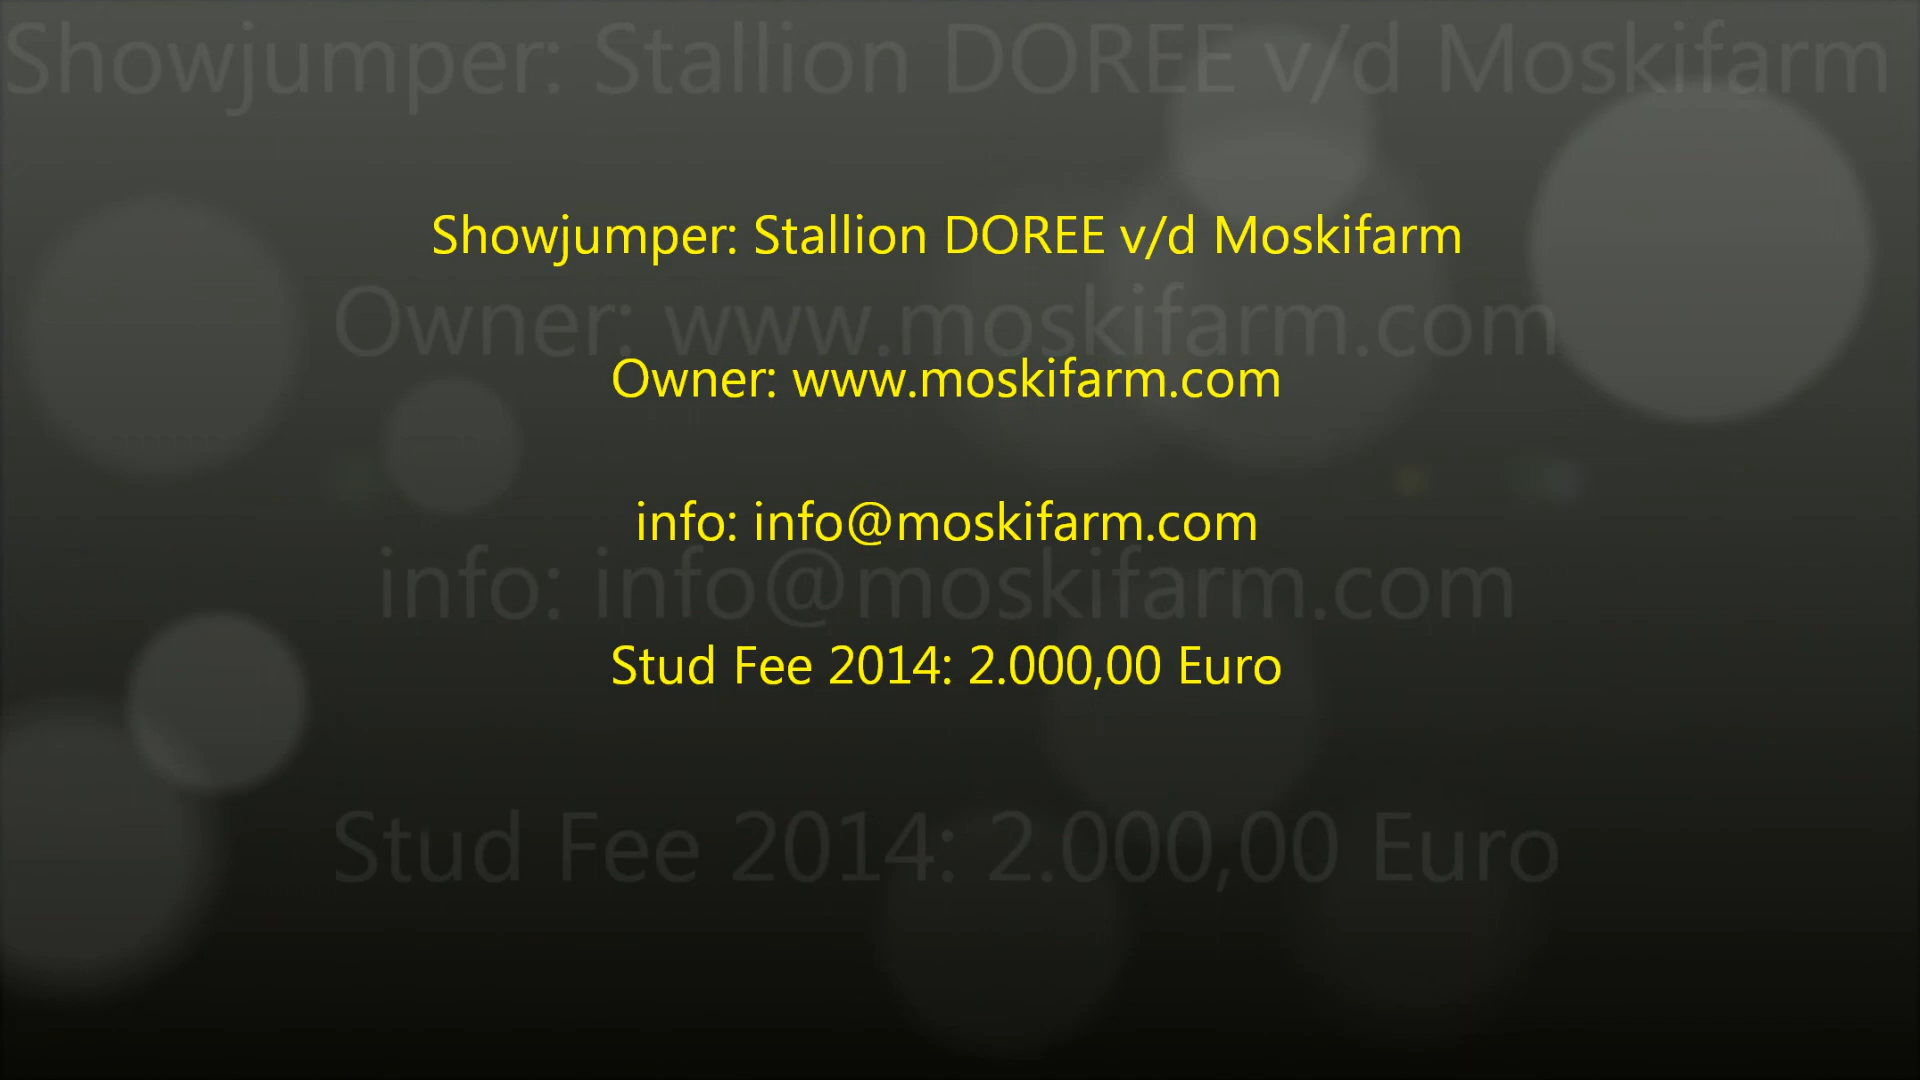 Showjumper: Stallion DOREE v/d Moskifarm
Showjumper: Stallion DOREE v/d Moskifarm
Owner: www.moskifarm.com
Owner: www.moskifarm.com
info: info@moskifarm.com
info: info@moskifarm.com
Stud Fee 2014: 2.000,00 Euro
Stud Fee 2014: 2.000,00 Euro